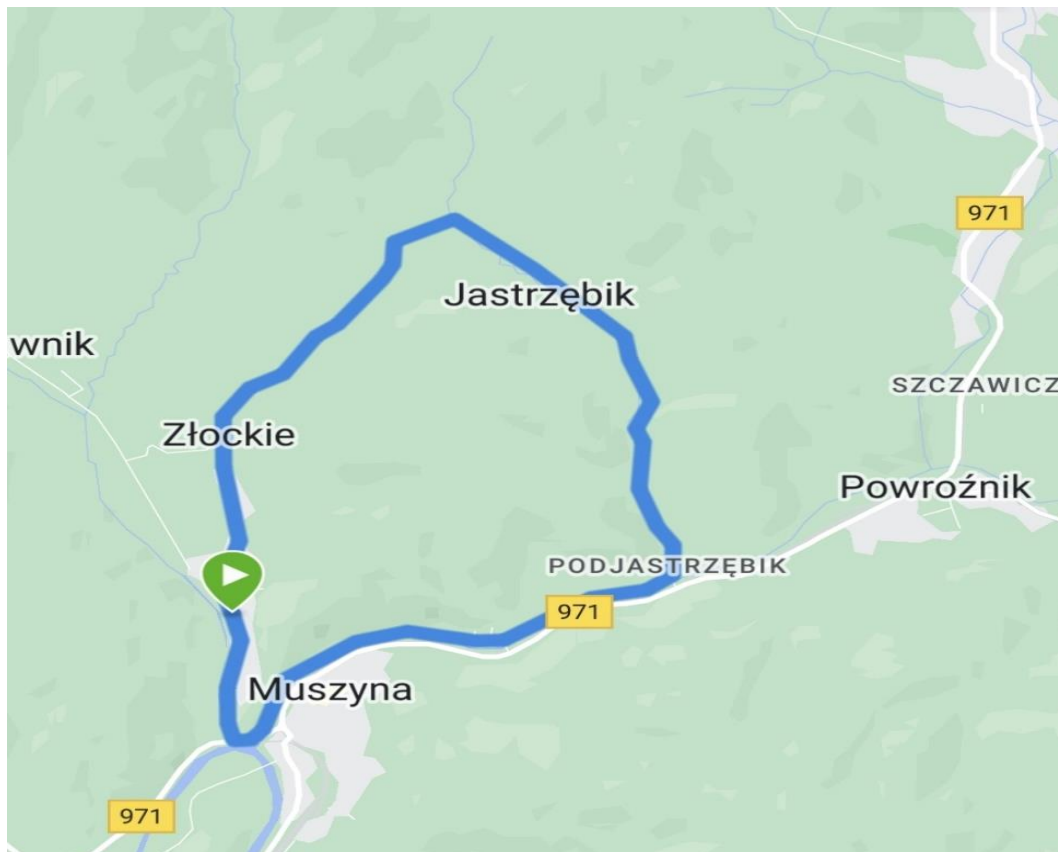 971
Jastrzębik
wnik
SZCZAWICZ
Złockie
Powroźnik
PODJASTRZĘBIK
971
Muszyna
971